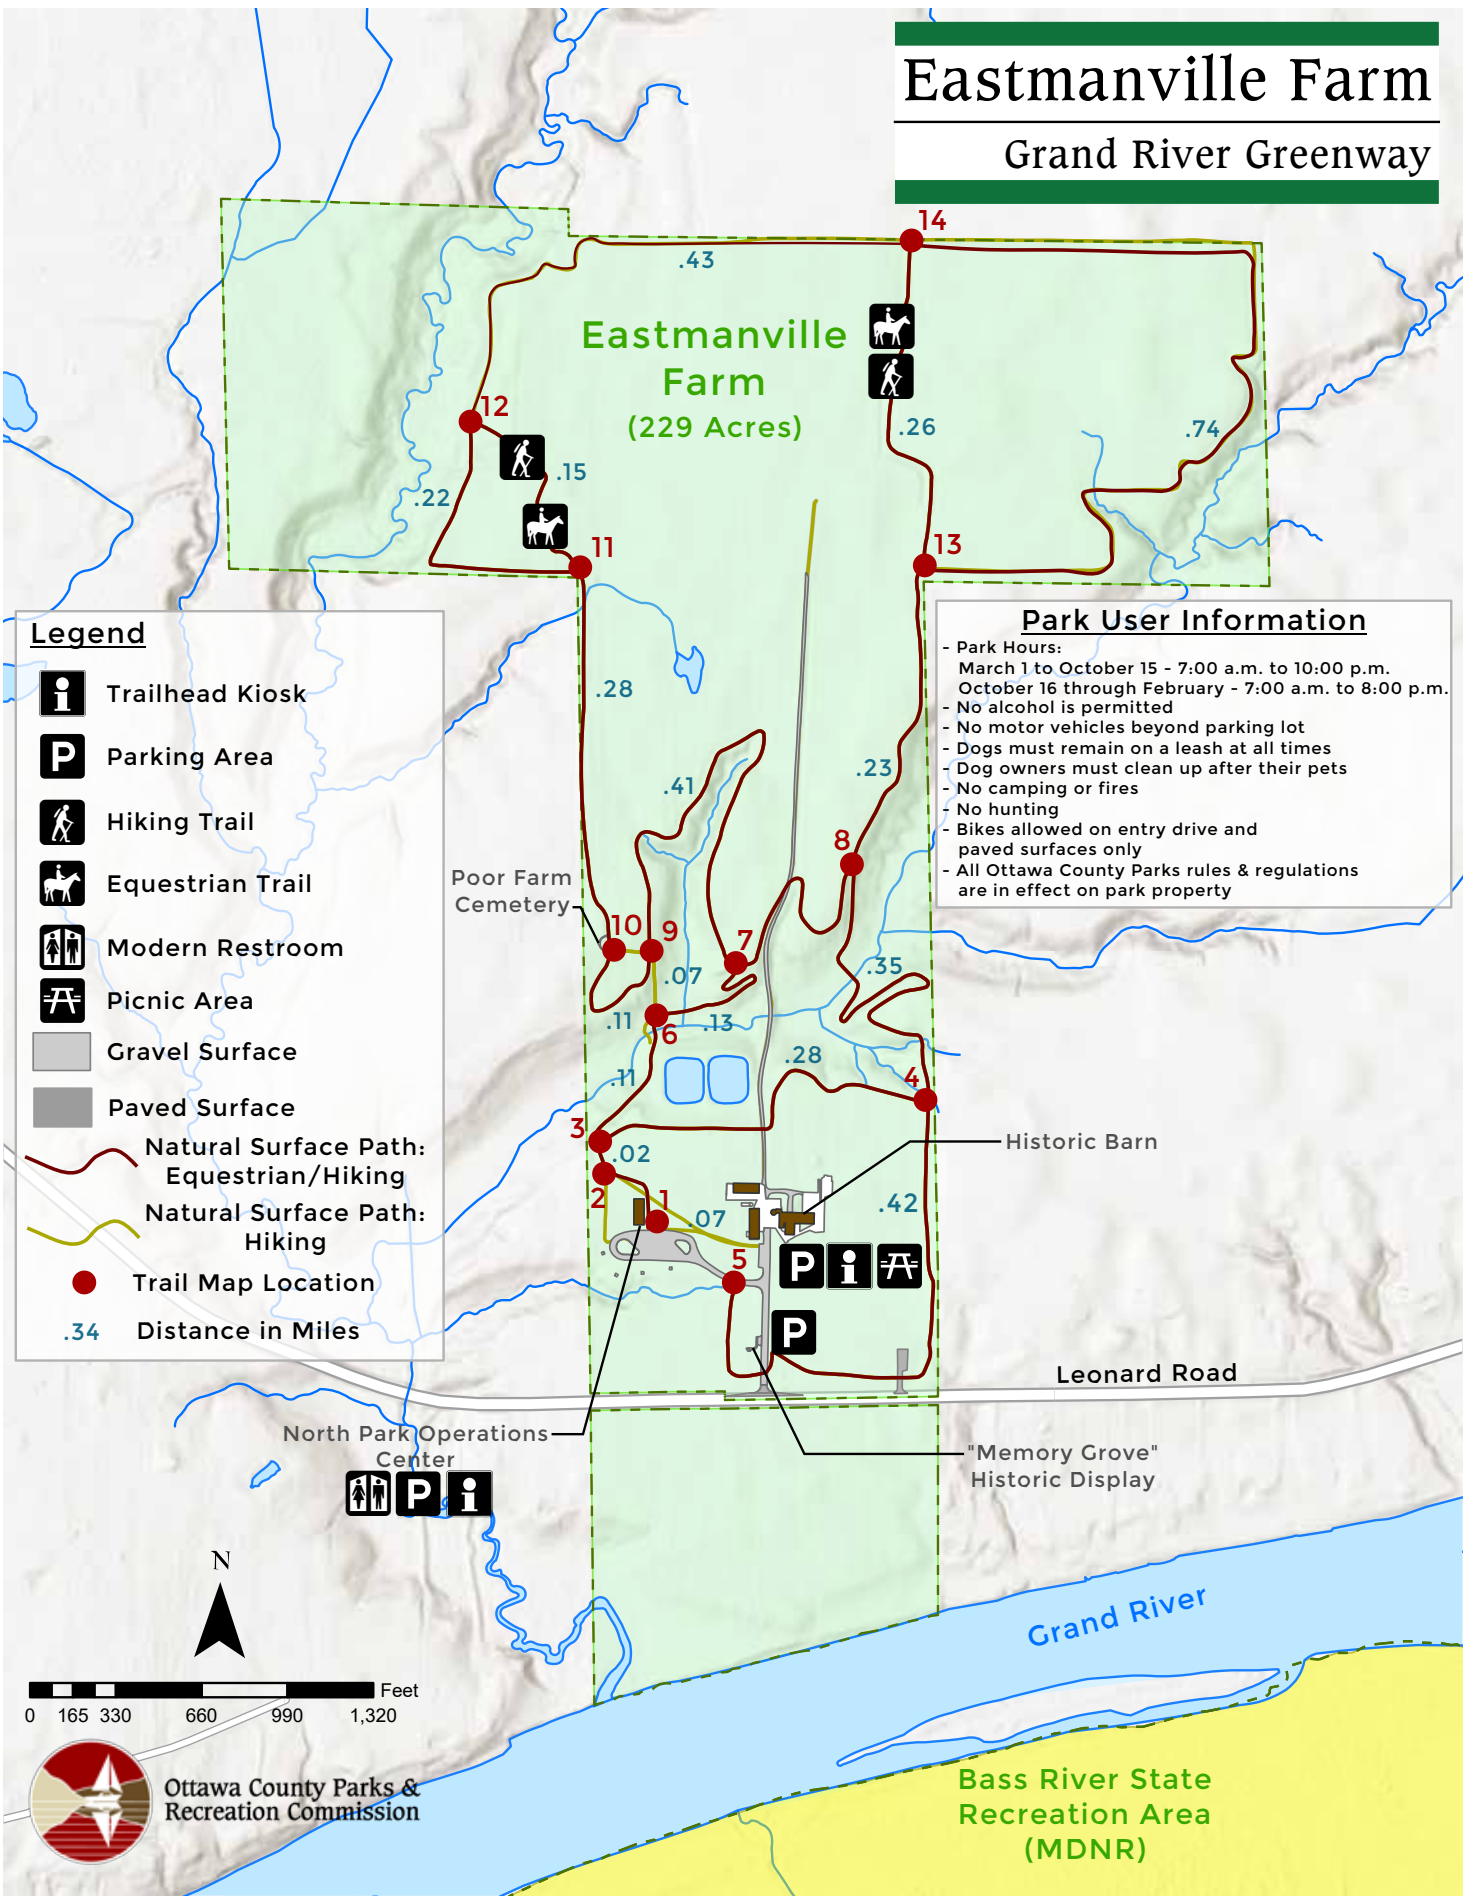 Eastmanville Farm
Grand River Greenway
14
.43
Eastmanville
Farm
(229 Acres)
12
.26
.74
.15
.22
11
13
Legend
Trailhead Kiosk
Parking Area
Hiking Trail
Equestrian Trail
Modern Restroom
Picnic Area
Gravel Surface
Paved Surface
Natural Surface Path:
Equestrian/Hiking
Natural Surface Path:
Hiking
Trail Map Location
.34 Distance in Miles
Park User Information
- Park Hours:
March 1 to October 15 - 7:00 a.m. to 10:00 p.m.
October 16 through February - 7:00 a.m. to 8:00 p.m.
- No alcohol is permitted
- No motor vehicles beyond parking lot
- Dogs must remain on a leash at all times
- Dog owners must clean up after their pets
- No camping or fires
- No hunting
- Bikes allowed on entry drive and
paved surfaces only
- All Ottawa County Parks rules & regulations
are in effect on park property
.28
.41
.23
8
Poor Farm
Cemetery
10
9
7
.07
.35
.11
6
.13
.28
.11
4
3
.02
Historic Barn
2
1
.07
.42
5
P
P
Leonard Road
North Park Operations
Center
P
"Memory Grove"
Historic Display
N
Grand River
Feet
0 165 330 660 990 1,320
Ottawa County Parks &
Recreation Commission
Bass River State
Recreation Area
(MDNR)